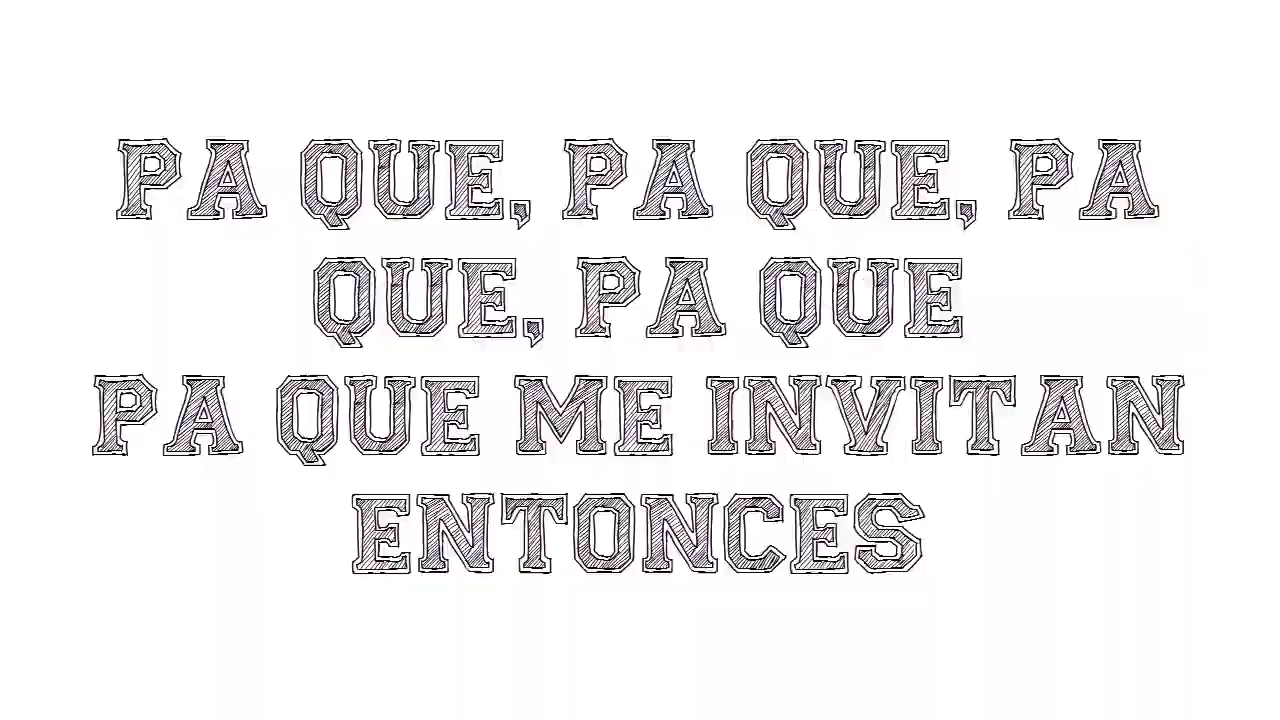 PA QUE, PA QUE, PA
QUE, PA QUE
PA QUE ME INVITAN
ENTONCES